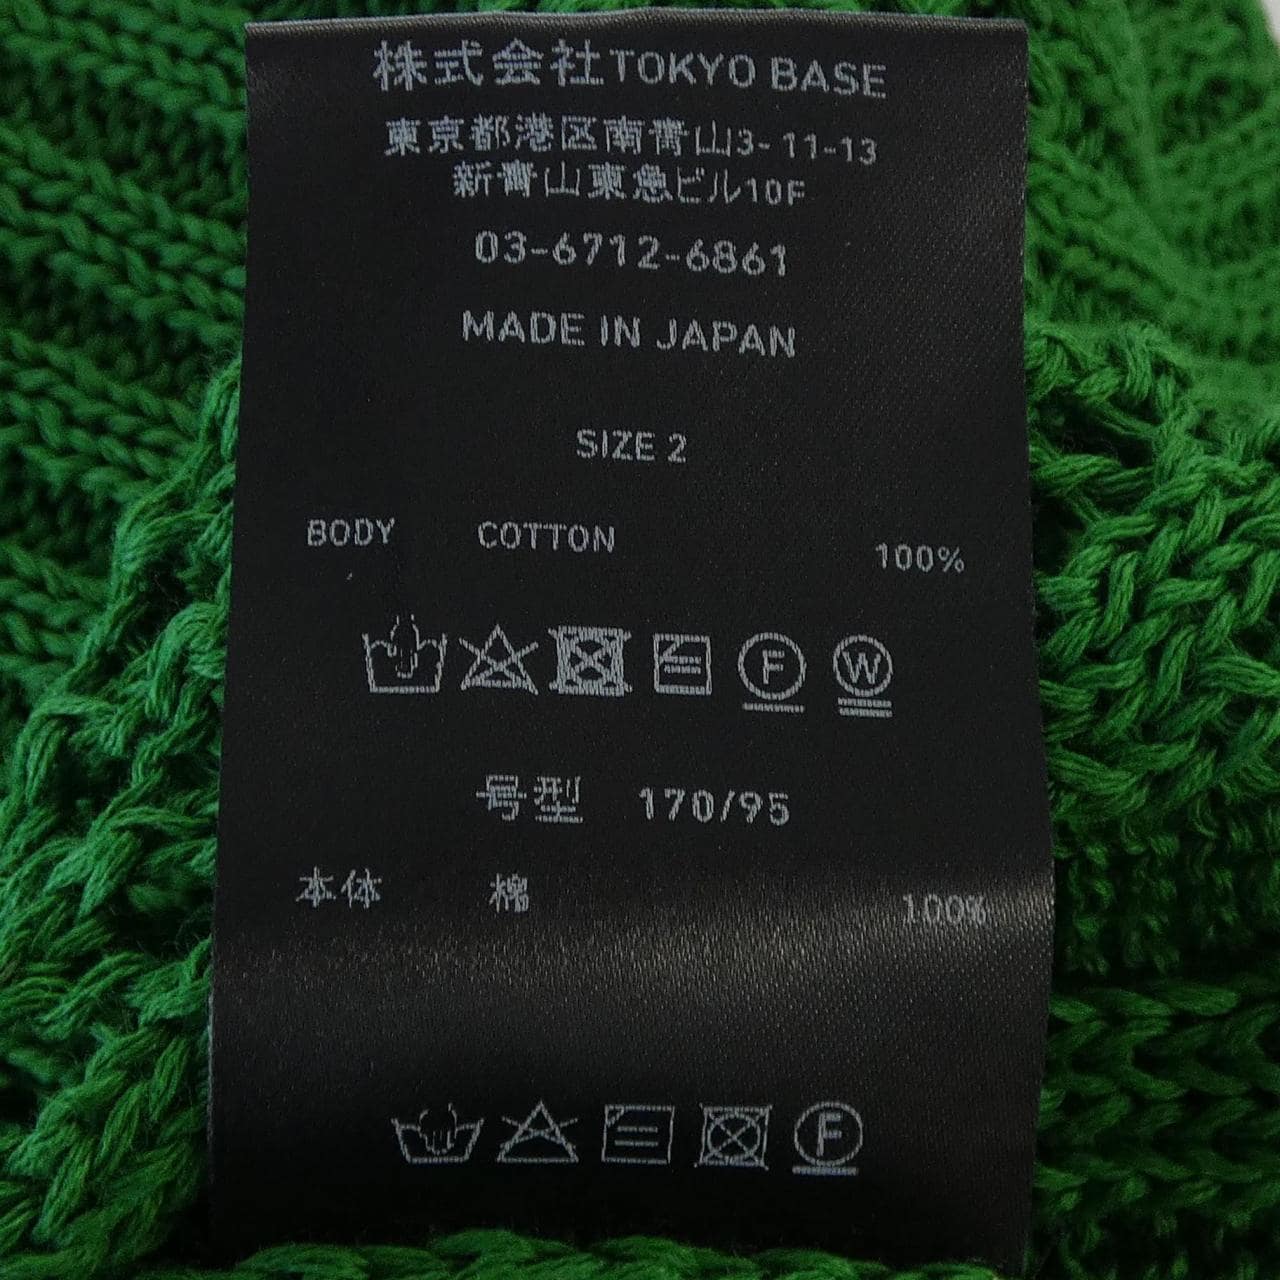 株式会社TOKYO BASE
東京都港区南青山3-11-13
新青山東急ビル10F
03-6712-6861
MADE IN JAPAN
SIZE 2
BODY COTTON 100%
F W
号型 170/95
本体 棉 100%
F